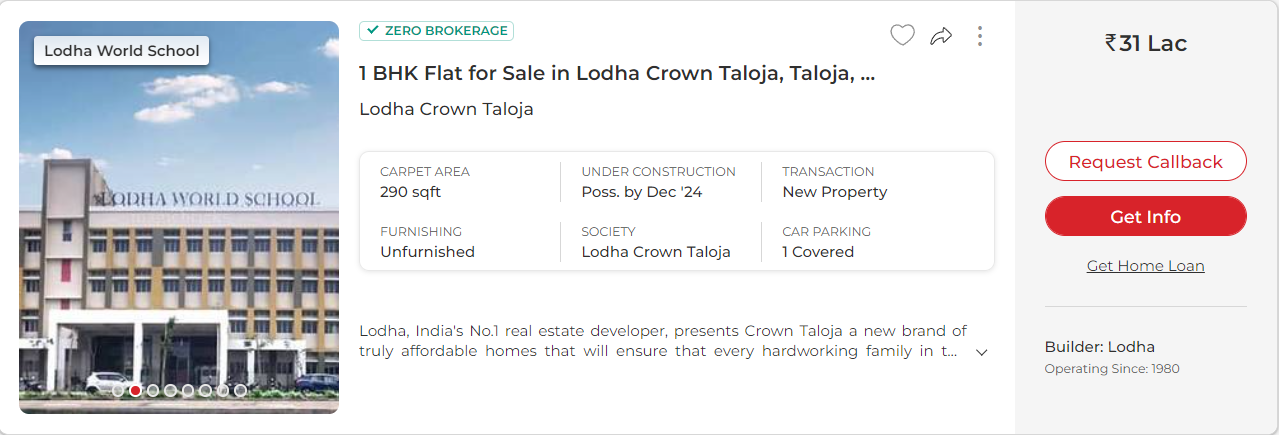 Lodha World School
LODHA WORLD SCHOOL
ZERO BROKERAGE
1 BHK Flat for Sale in Lodha Crown Taloja, Taloja, ...
Lodha Crown Taloja
CARPET AREA
290 sqft
UNDER CONSTRUCTION
Poss. by Dec '24
TRANSACTION
New Property
FURNISHING
Unfurnished
SOCIETY
Lodha Crown Taloja
CAR PARKING
1 Covered
Lodha, India's No.1 real estate developer, presents Crown Taloja a new brand of
truly affordable homes that will ensure that every hardworking family in t...
₹31 Lac
Request Callback
Get Info
Get Home Loan
Builder: Lodha
Operating Since: 1980